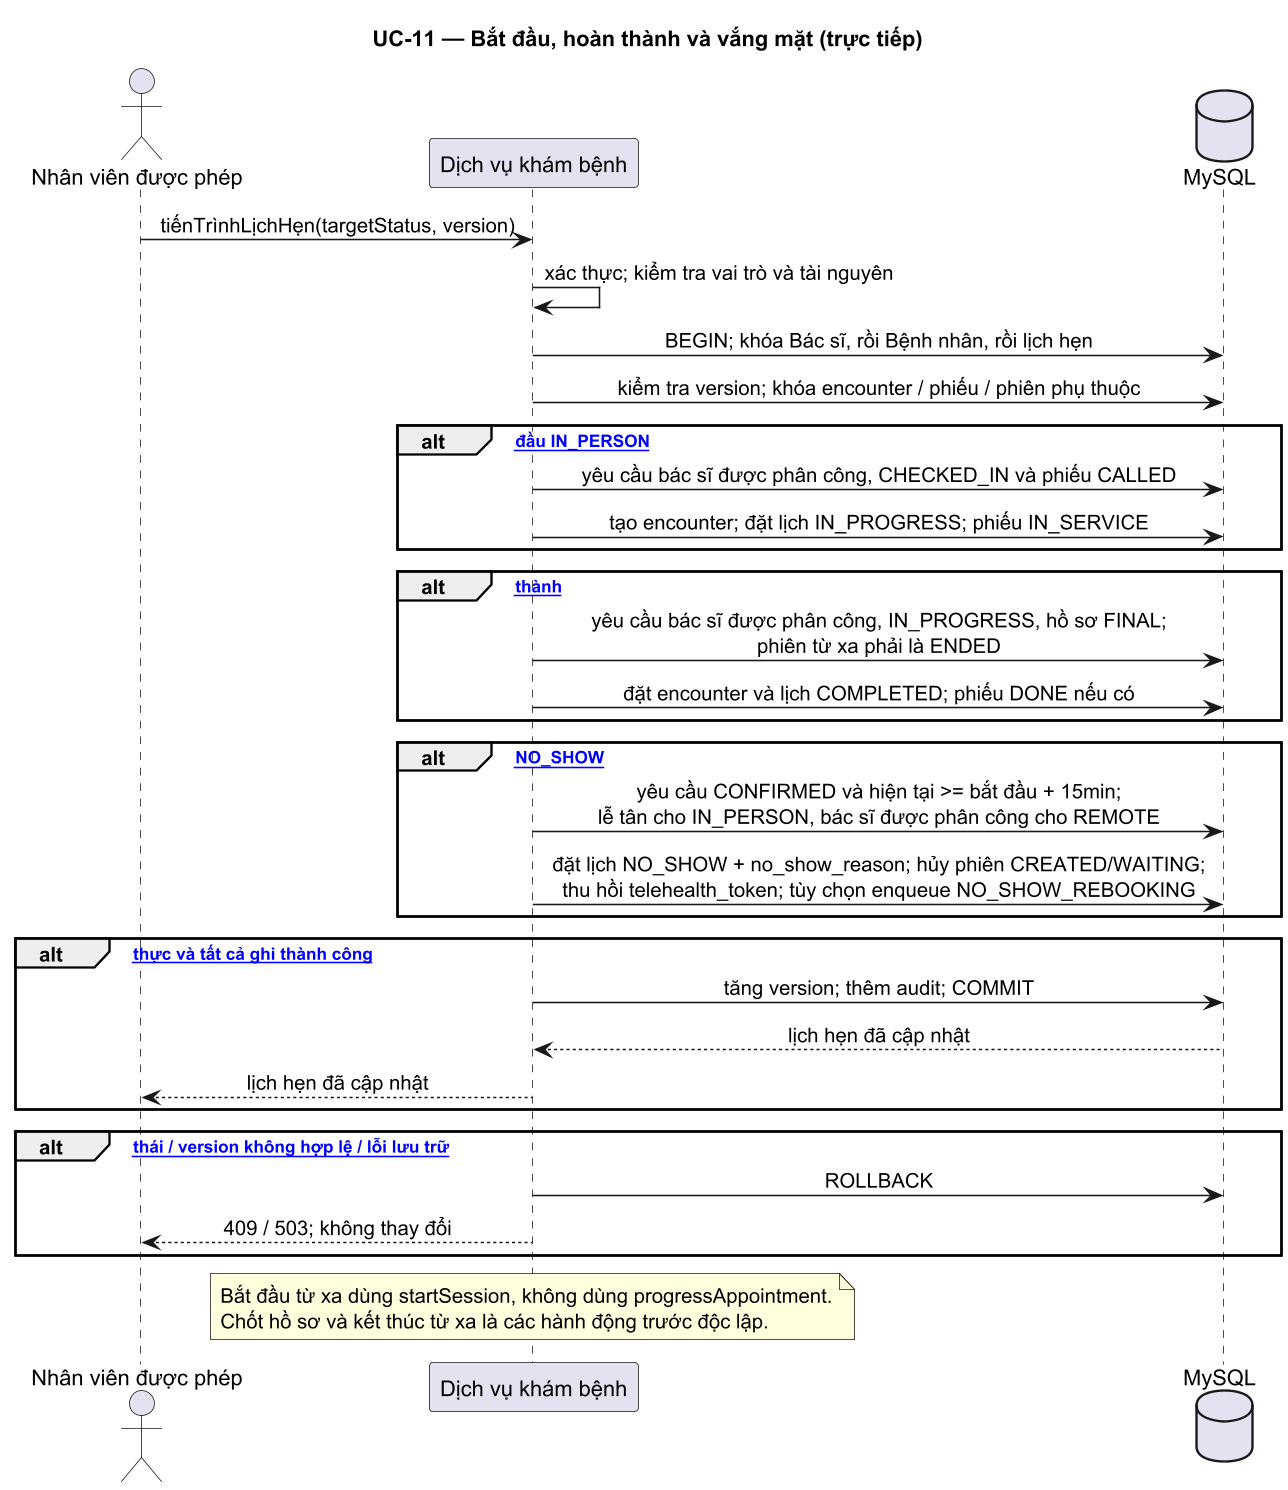 UC-11 — Bắt đầu, hoàn thành và vắng mặt (trực tiếp)
Nhân viên được phép
Dịch vụ khám bệnh
MySQL
tiếnTrìnhLịchHẹn(targetStatus, version)
xác thực; kiểm tra vai trò và tài nguyên
BEGIN; khóa Bác sĩ, rồi Bệnh nhân, rồi lịch hẹn
kiểm tra version; khóa encounter / phiếu / phiên phụ thuộc
alt
đầu IN_PERSON
yêu cầu bác sĩ được phân công, CHECKED_IN và phiếu CALLED
tạo encounter; đặt lịch IN_PROGRESS; phiếu IN_SERVICE
alt
thành
yêu cầu bác sĩ được phân công, IN_PROGRESS, hồ sơ FINAL;
phiên từ xa phải là ENDED
đặt encounter và lịch COMPLETED; phiếu DONE nếu có
alt
NO_SHOW
yêu cầu CONFIRMED và hiện tại >= bắt đầu + 15min;
lễ tân cho IN_PERSON, bác sĩ được phân công cho REMOTE
đặt lịch NO_SHOW + no_show_reason; hủy phiên CREATED/WAITING;
thu hồi telehealth_token; tùy chọn enqueue NO_SHOW_REBOOKING
alt
thực và tất cả ghi thành công
tăng version; thêm audit; COMMIT
lịch hẹn đã cập nhật
lịch hẹn đã cập nhật
alt
thái / version không hợp lệ / lỗi lưu trữ
ROLLBACK
409 / 503; không thay đổi
Bắt đầu từ xa dùng startSession, không dùng progressAppointment.
Chốt hồ sơ và kết thúc từ xa là các hành động trước độc lập.
Nhân viên được phép
Dịch vụ khám bệnh
MySQL